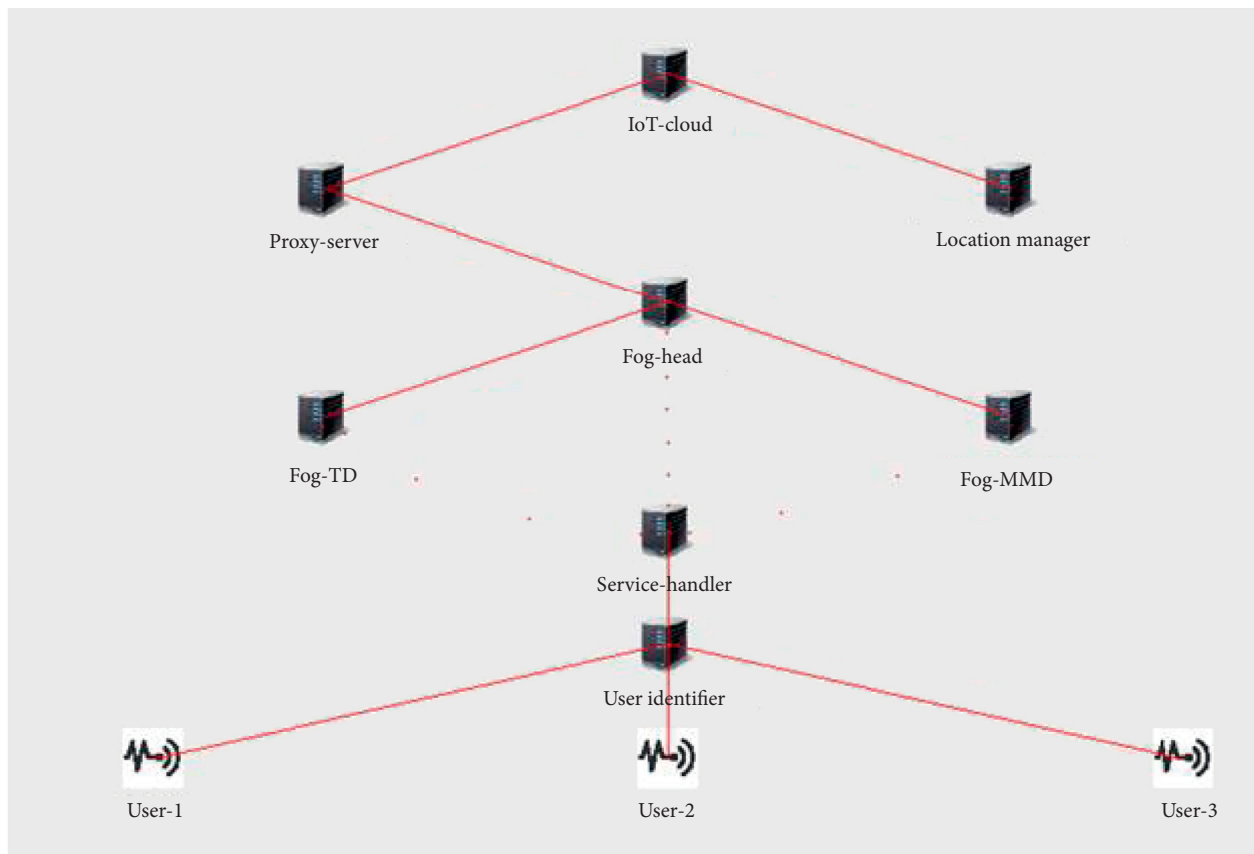 IoT-cloud
Proxy-server
Location manager
Fog-head
Fog-TD
Fog-MMD
Service-handler
User identifier
User-1
User-2
User-3